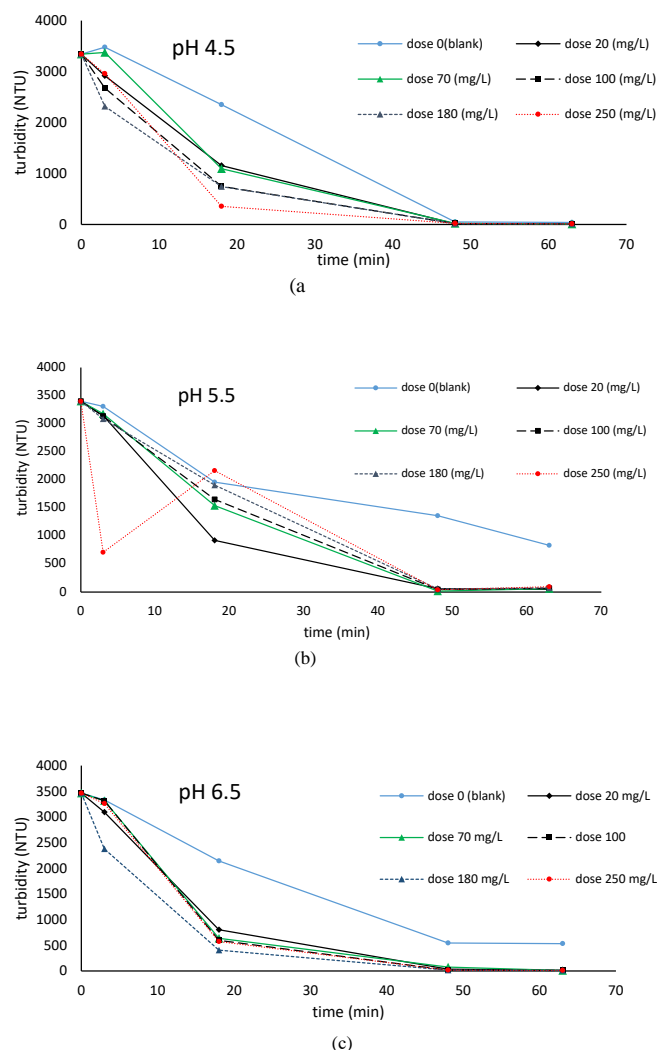 4000
pH 4.5
dose 0(blank) dose 20 (mg/L)
3000
dose 70 (mg/L) dose 100 (mg/L)
2000
dose 180 (mg/L) dose 250 (mg/L)
1000
0
turbidity (NTU)
0 10 20 30 40 50 60 70
time (min)
(a
4000
3500
pH 5.5
dose 0(blank) dose 20 (mg/L)
3000
2500
dose 70 (mg/L) dose 100 (mg/L)
2000
dose 180 (mg/L) dose 250 (mg/L)
1500
1000
500
0
turbidity (NTU)
0 10 20 30 40 50 60 70
time (min)
(b)
4000
pH 6.5
3500
dose 0 (blank) dose 20 mg/L
3000
2500
dose 70 mg/L dose 100
2000
dose 180 mg/L dose 250 mg/L
1500
1000
500
0
turbidity (NTU)
0 10 20 30 40 50 60 70
time (min)
(c)